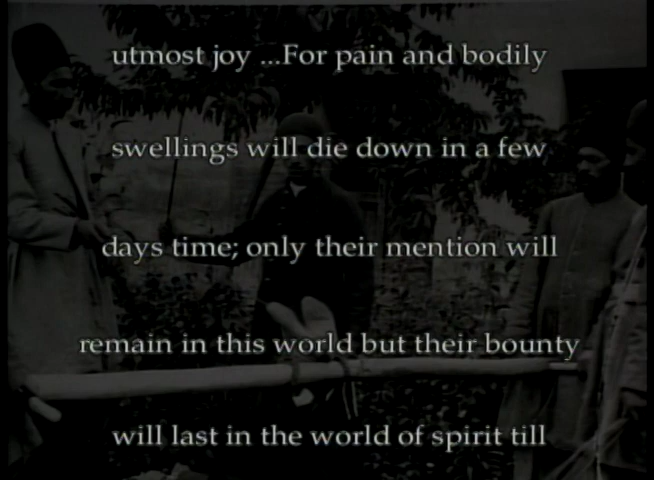 utmost joy ...For pain and bodily
swellings will die down in a few
days time; only their mention will
remain in this world but their bounty
will last in the world of spirit till